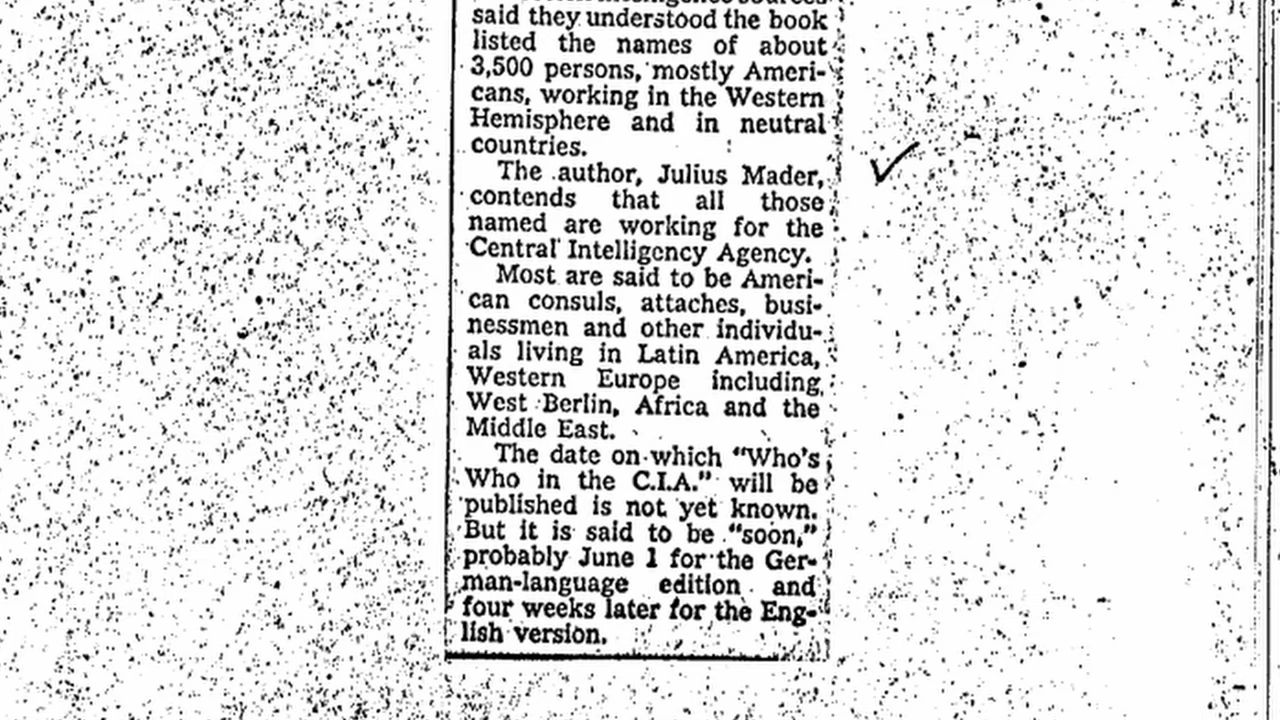 said they understood the book
listed the names of about
3,500 persons, mostly Ameri-
cans, working in the Western
Hemisphere and in neutral
countries.
The author, Julius Mader,
contends that all those
named are working for the
Central Intelligency Agency.
Most are said to be Ameri-
can consuls, attaches, busi-
nessmen and other individu-
als living in Latin America,
Western Europe including
West Berlin, Africa and the
Middle East.
The date on which "Who's
Who in the C.I.A." will be
published is not yet known.
But it is said to be "soon,"
probably June 1 for the Ger-
man-language edition and
four weeks later for the Eng-
lish version.